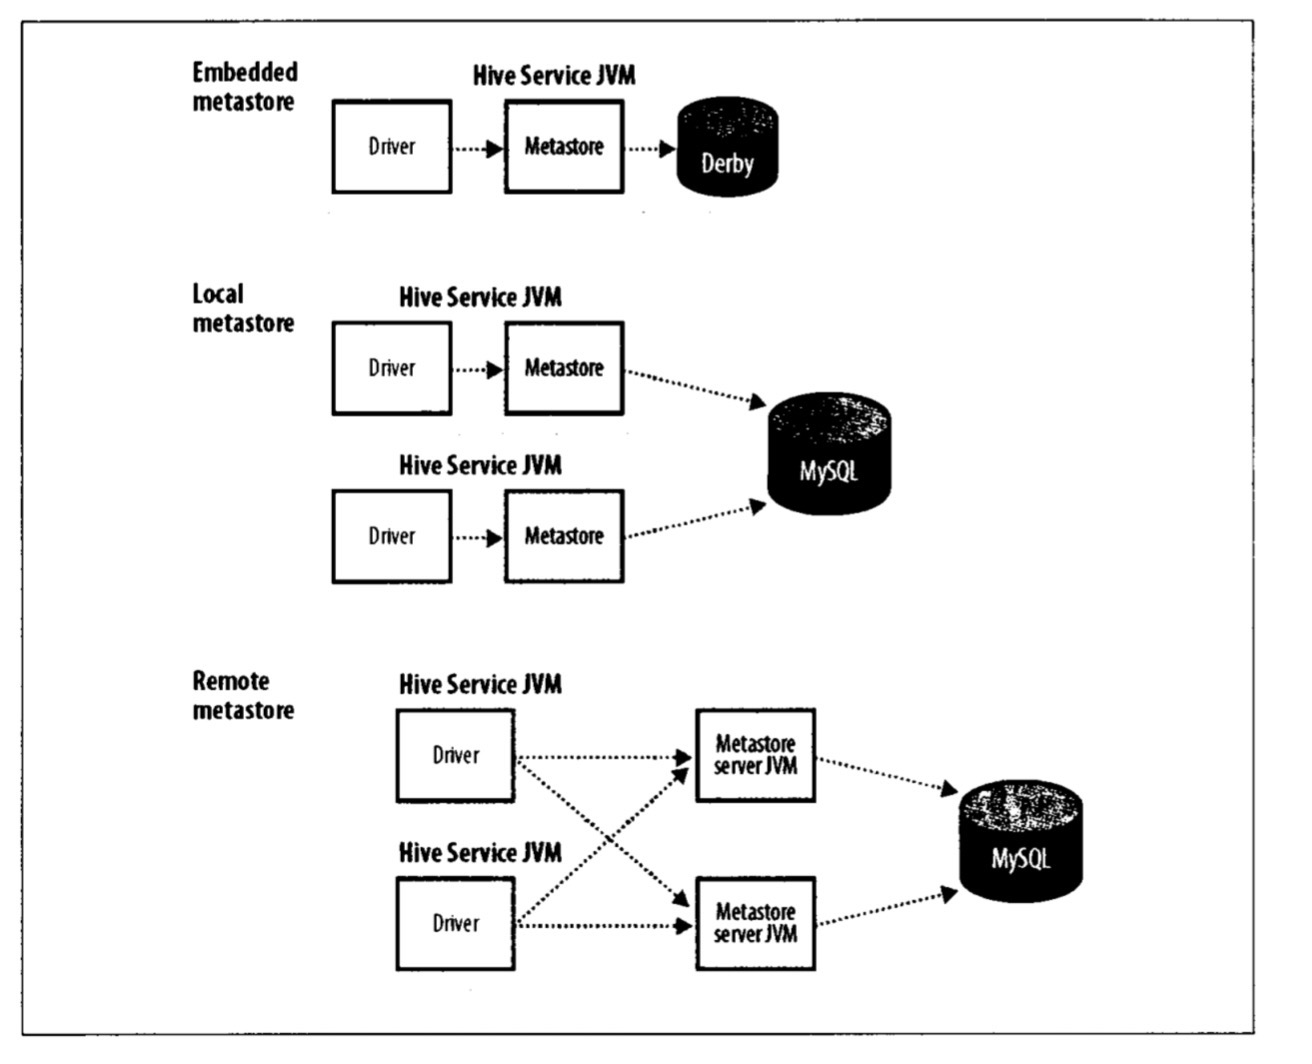 Embedded
metastore
Hive Service JVM
Driver
Metastore
Derby
Local
metastore
Hive Service JVM
Driver
Metastore
Hive Service JVM
Driver
Metastore
MySQL
Remote
metastore
Hive Service JVM
Driver
Metastore
server JVM
Hive Service JVM
Driver
Metastore
server JVM
MySQL